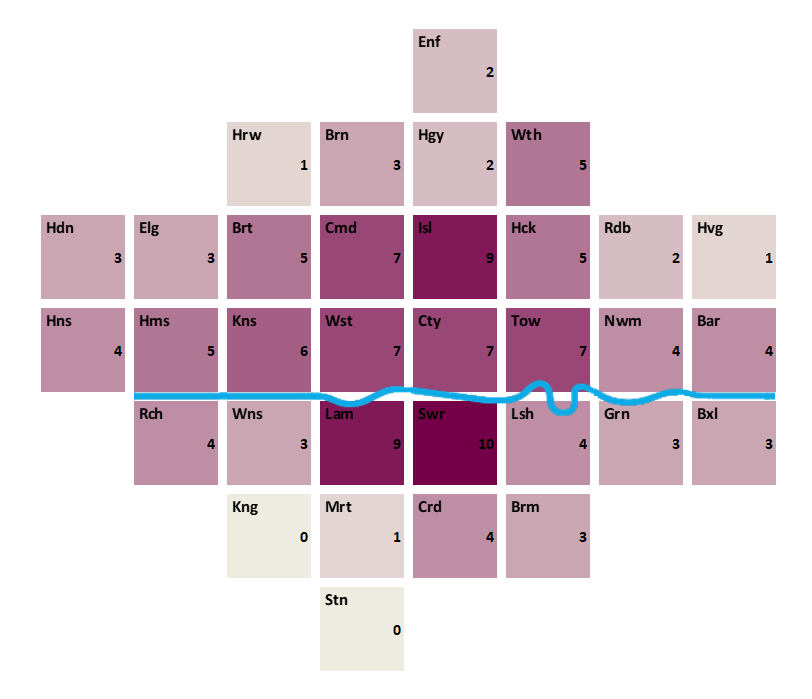 Enf
2
Hrw Brn Hgy Wth
1 3 2 5
Hdn Elg Brt Cmd Isl Hck Rdb Hvg
3 3 5 7 9 5 2 1
Hns Hms Kns Wst Cty Tow Nwm Bar
4 5 6 7 7 7 4 4
Rch Wns Lam Swr Lsh Grn Bxl
4 3 9 10 4 3 3
Kng Mrt Crd Brm
0 1 4 3
Stn
0